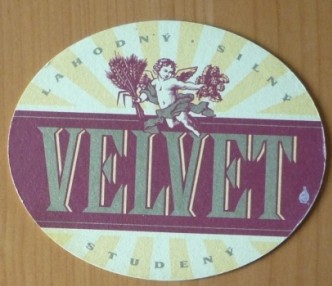 LAHODNÝ · SILNÝ
VELVET
STUDENÝ